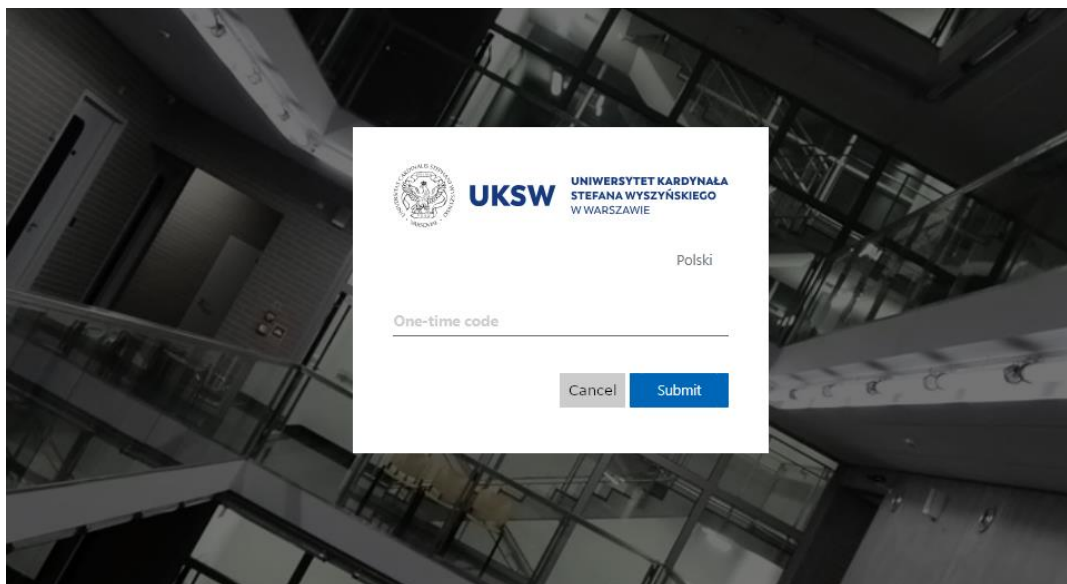 UKSW
UNIWERSYTET KARDYNAŁA
STEFANA WYSZYŃSKIEGO
W WARSZAWIE
Polski
One-time code
Cancel
Submit